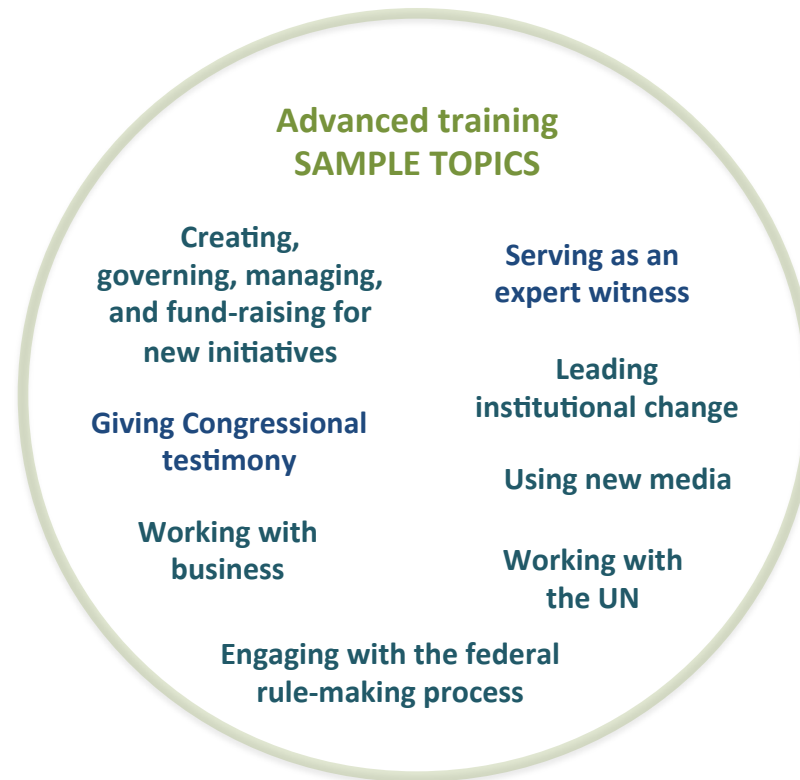 Advanced training
SAMPLE TOPICS
Creating,
governing, managing,
and fund-raising for
new initiatives
Serving as an
expert witness
Leading
institutional change
Giving Congressional
testimony
Using new media
Working with
business
Working with
the UN
Engaging with the federal
rule-making process